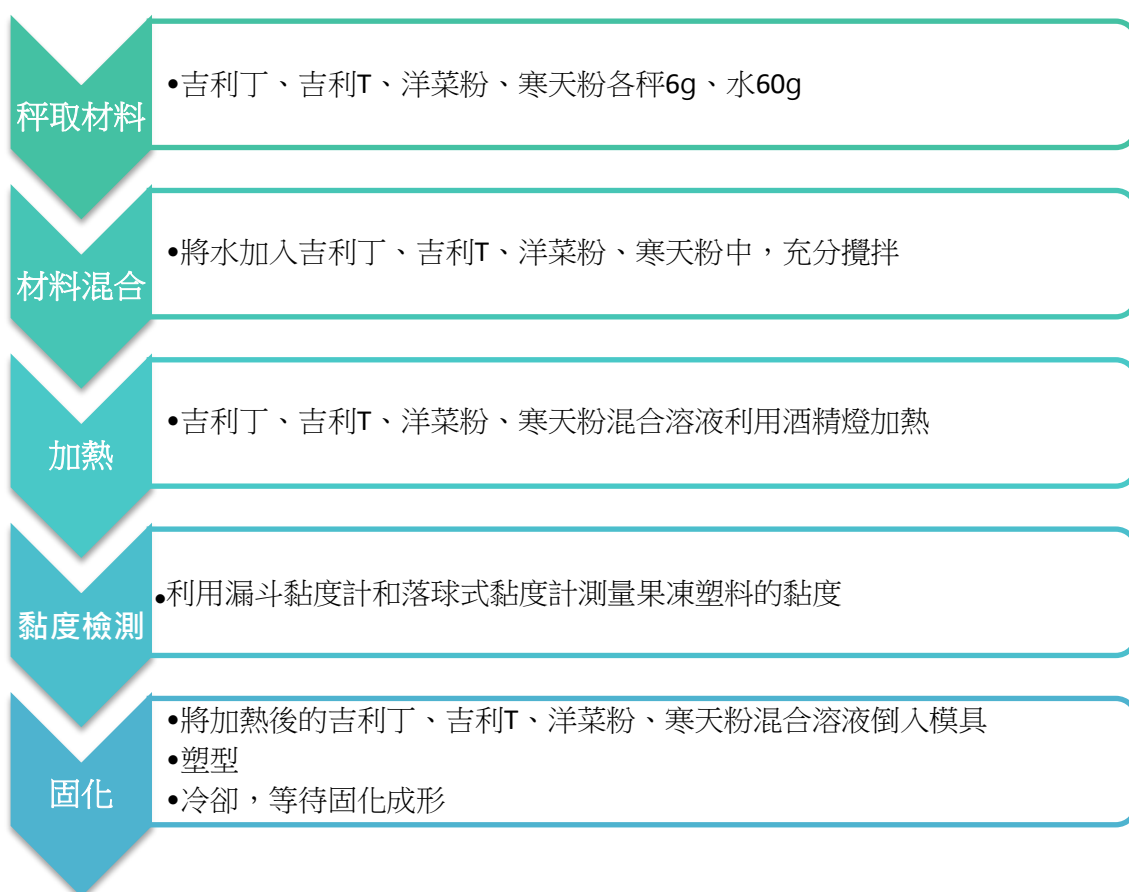 秤取材料
•吉利丁、吉利T、洋菜粉、寒天粉各秤6g、水60g
材料混合
•將水加入吉利丁、吉利T、洋菜粉、寒天粉中，充分攪拌
加熱
•吉利丁、吉利T、洋菜粉、寒天粉混合溶液利用酒精燈加熱
黏度檢測
•利用漏斗黏度計和落球式黏度計測量果凍塑料的黏度
固化
•將加熱後的吉利丁、吉利T、洋菜粉、寒天粉混合溶液倒入模具
•塑型
•冷卻，等待固化成形